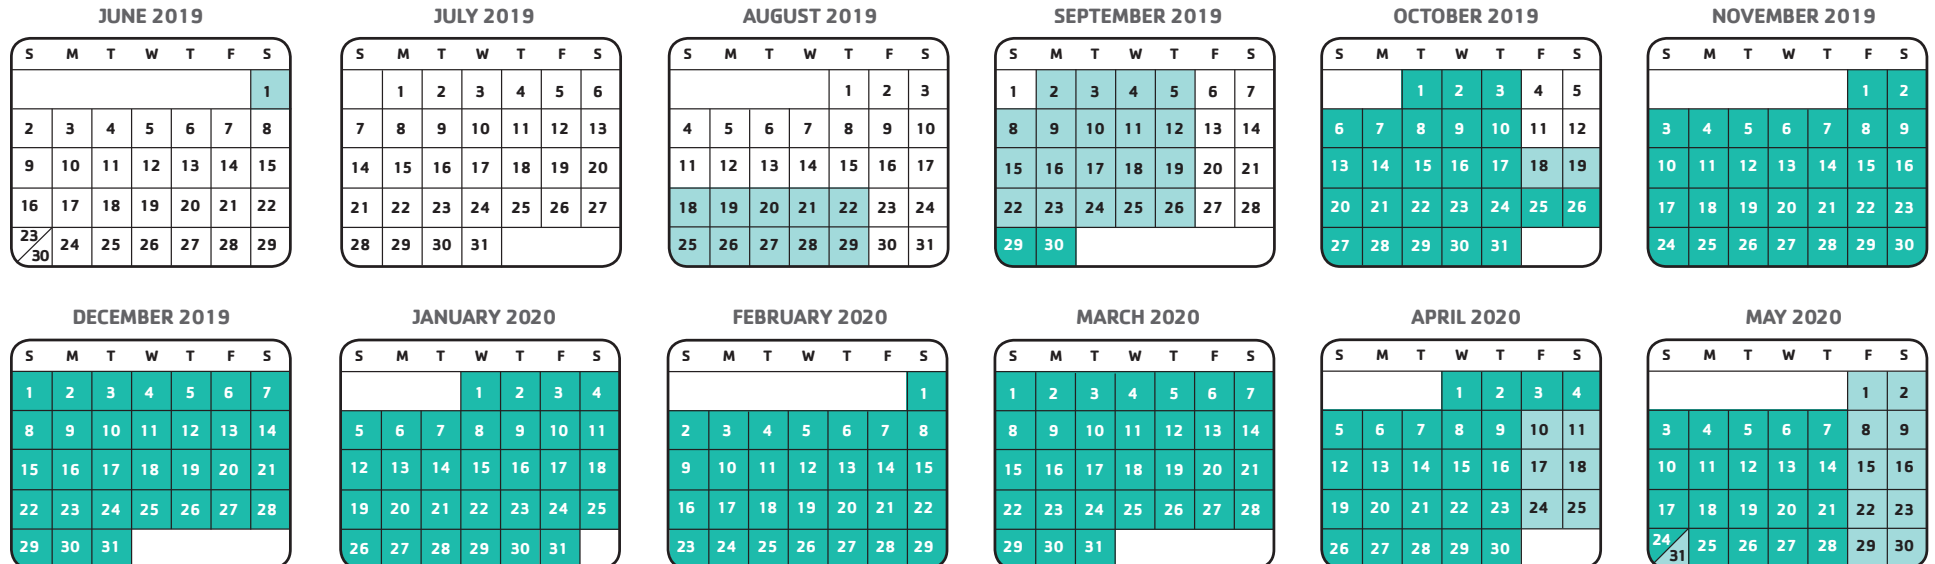 JUNE 2019
S M T W T F S
1
2 3 4 5 6 7 8
9 10 11 12 13 14 15
16 17 18 19 20 21 22
23/30 24 25 26 27 28 29
JULY 2019
S M T W T F S
1 2 3 4 5 6
7 8 9 10 11 12 13
14 15 16 17 18 19 20
21 22 23 24 25 26 27
28 29 30 31
AUGUST 2019
S M T W T F S
1 2 3
4 5 6 7 8 9 10
11 12 13 14 15 16 17
18 19 20 21 22 23 24
25 26 27 28 29 30 31
SEPTEMBER 2019
S M T W T F S
1 2 3 4 5 6 7
8 9 10 11 12 13 14
15 16 17 18 19 20 21
22 23 24 25 26 27 28
29 30
OCTOBER 2019
S M T W T F S
1 2 3 4 5
6 7 8 9 10 11 12
13 14 15 16 17 18 19
20 21 22 23 24 25 26
27 28 29 30 31
NOVEMBER 2019
S M T W T F S
1 2
3 4 5 6 7 8 9
10 11 12 13 14 15 16
17 18 19 20 21 22 23
24 25 26 27 28 29 30
DECEMBER 2019
S M T W T F S
1 2 3 4 5 6 7
8 9 10 11 12 13 14
15 16 17 18 19 20 21
22 23 24 25 26 27 28
29 30 31
JANUARY 2020
S M T W T F S
1 2 3 4
5 6 7 8 9 10 11
12 13 14 15 16 17 18
19 20 21 22 23 24 25
26 27 28 29 30 31
FEBRUARY 2020
S M T W T F S
1
2 3 4 5 6 7 8
9 10 11 12 13 14 15
16 17 18 19 20 21 22
23 24 25 26 27 28 29
MARCH 2020
S M T W T F S
1 2 3 4 5 6 7
8 9 10 11 12 13 14
15 16 17 18 19 20 21
22 23 24 25 26 27 28
29 30 31
APRIL 2020
S M T W T F S
1 2 3 4
5 6 7 8 9 10 11
12 13 14 15 16 17 18
19 20 21 22 23 24 25
26 27 28 29 30
MAY 2020
S M T W T F S
1 2
3 4 5 6 7 8 9
10 11 12 13 14 15 16
17 18 19 20 21 22 23
24/31 25 26 27 28 29 30